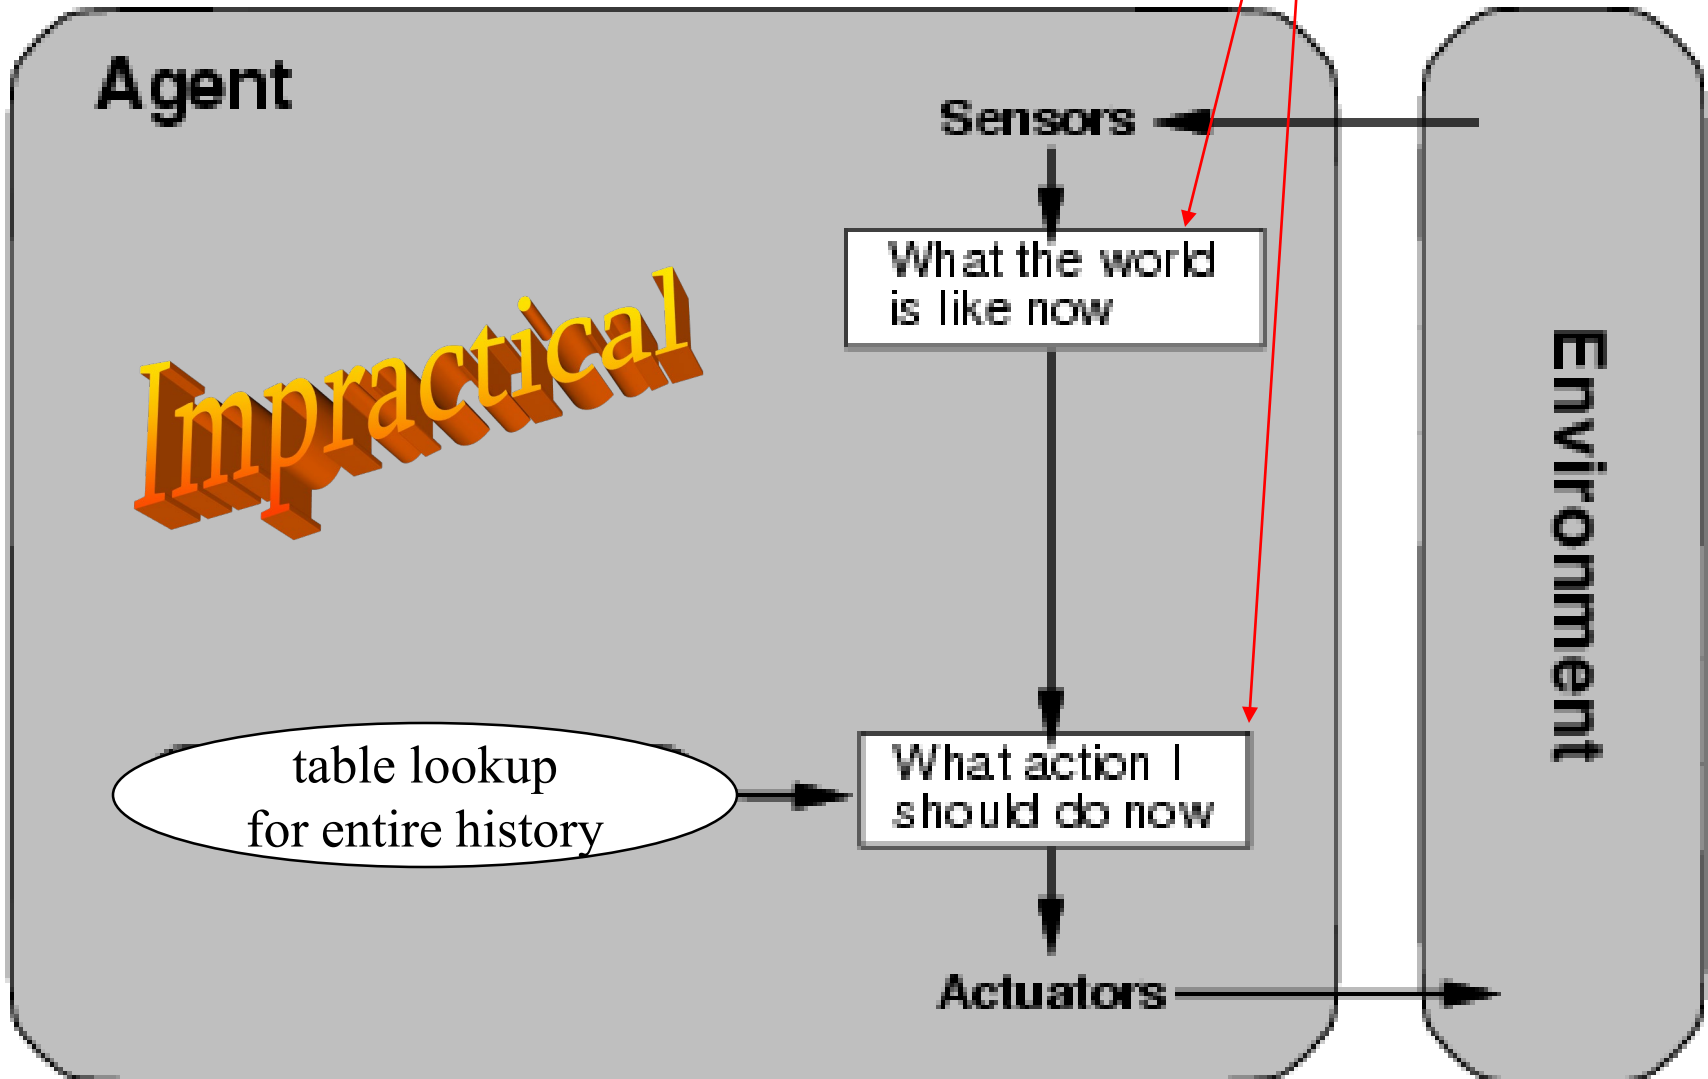 Agent
Sensors
What the world
is like now
Impractical
Environment
table lookup
for entire history
What action I
should do now
Actuators